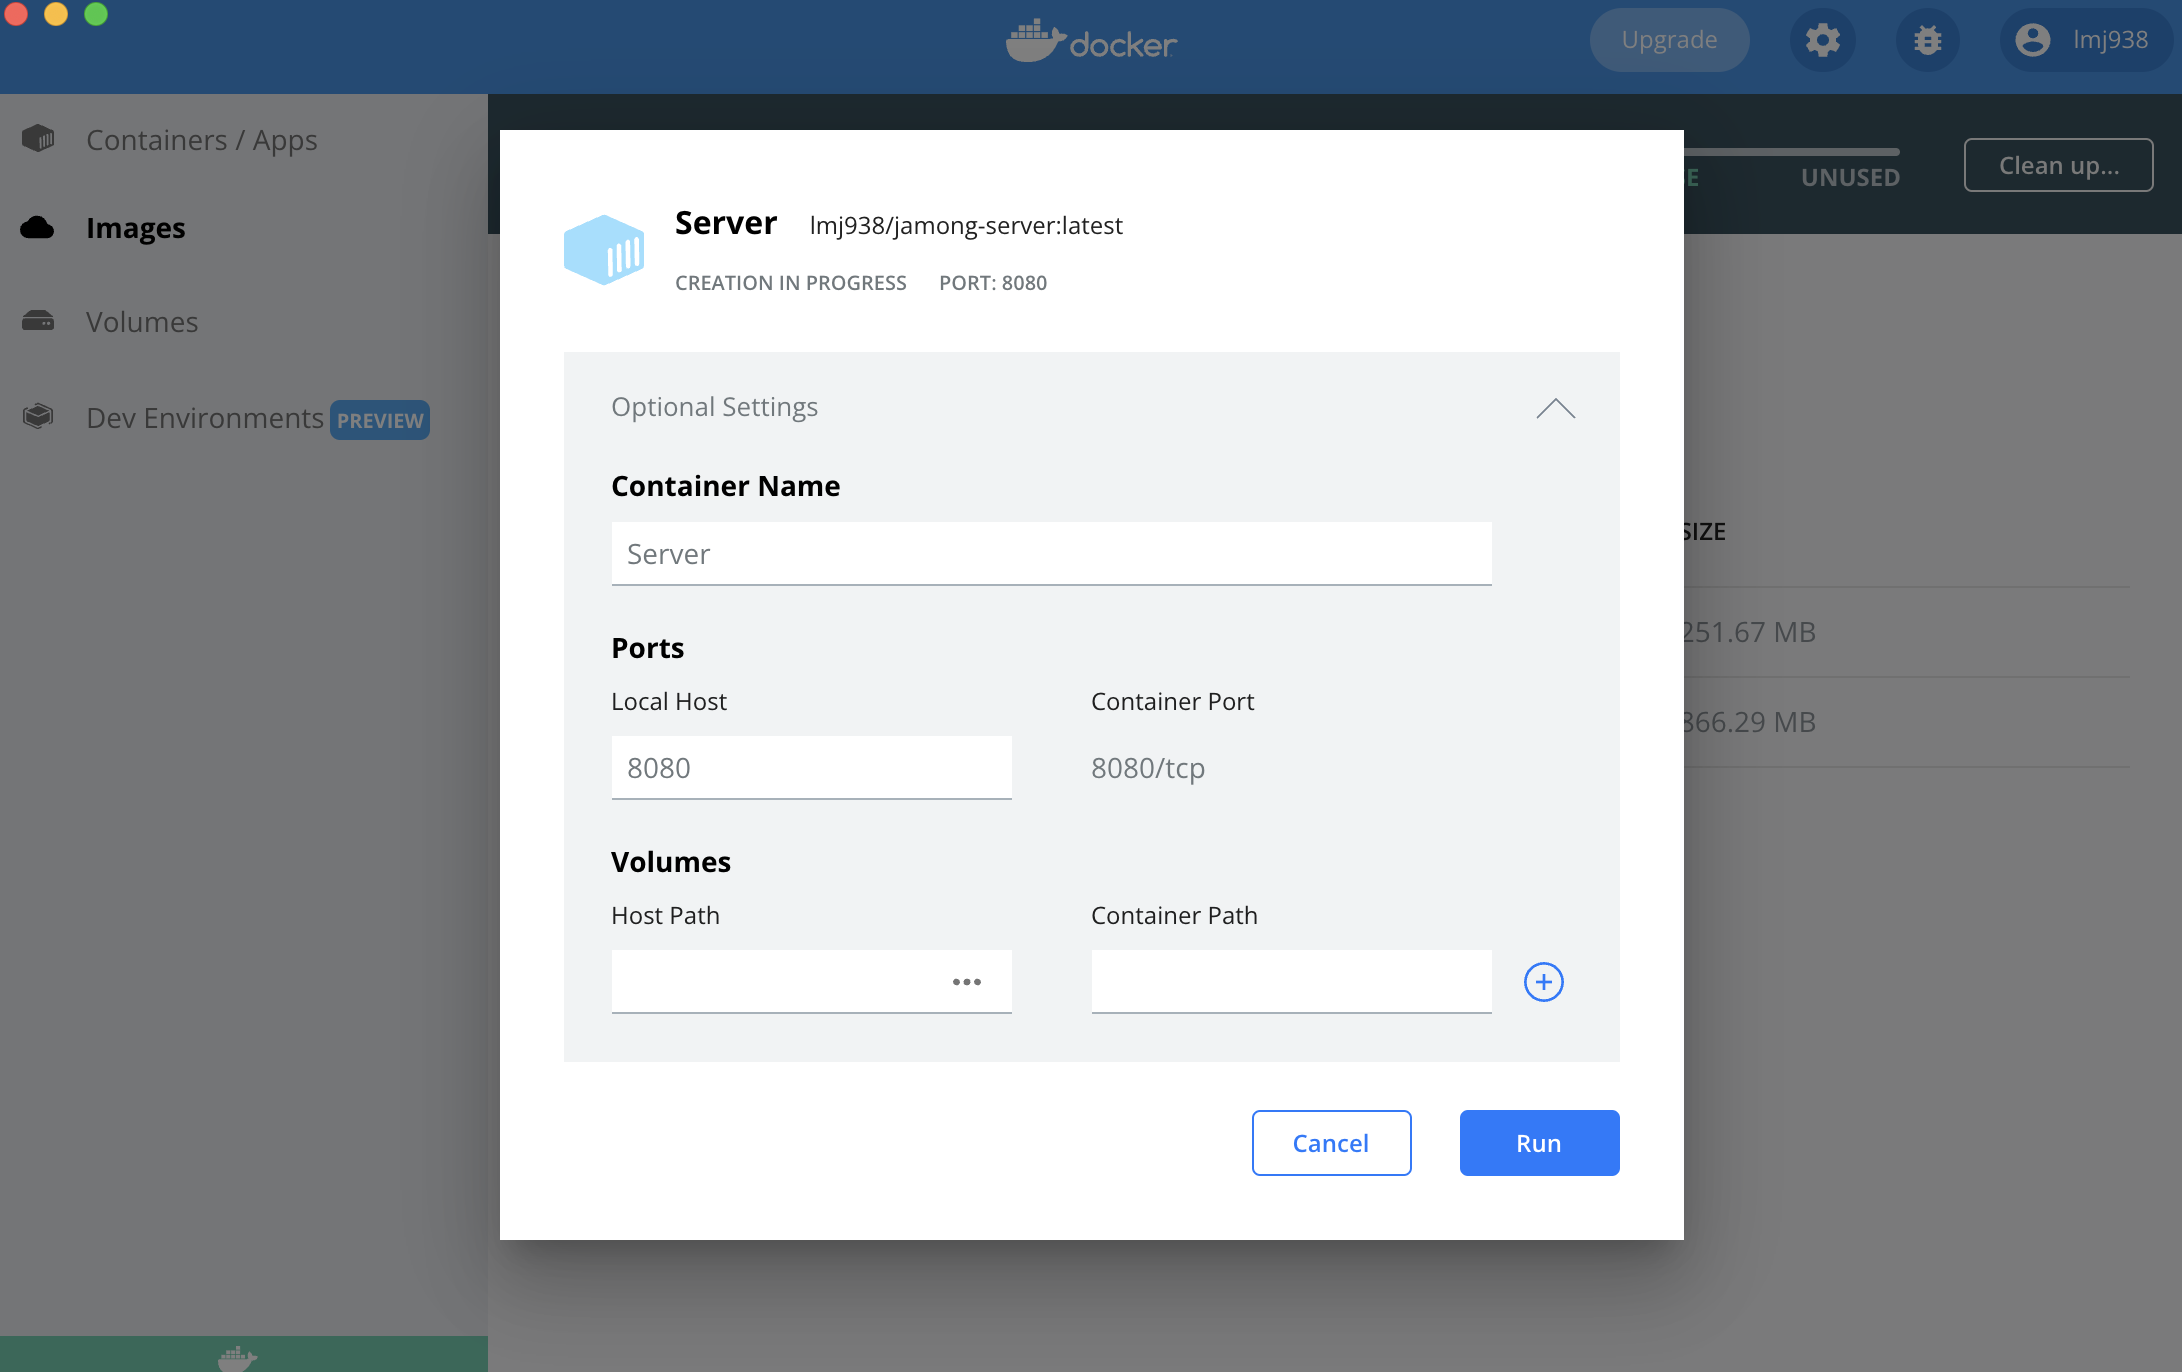 docker
Upgrade
lmj938
Containers / Apps
Images
Volumes
Dev Environments PREVIEW
UNUSED
Clean up...
Server lmj938/jamong-server:latest
CREATION IN PROGRESS PORT: 8080
Optional Settings
Container Name
Server
Ports
Local Host Container Port
8080 8080/tcp
Volumes
Host Path Container Path
Cancel Run
SIZE
251.67 MB
866.29 MB